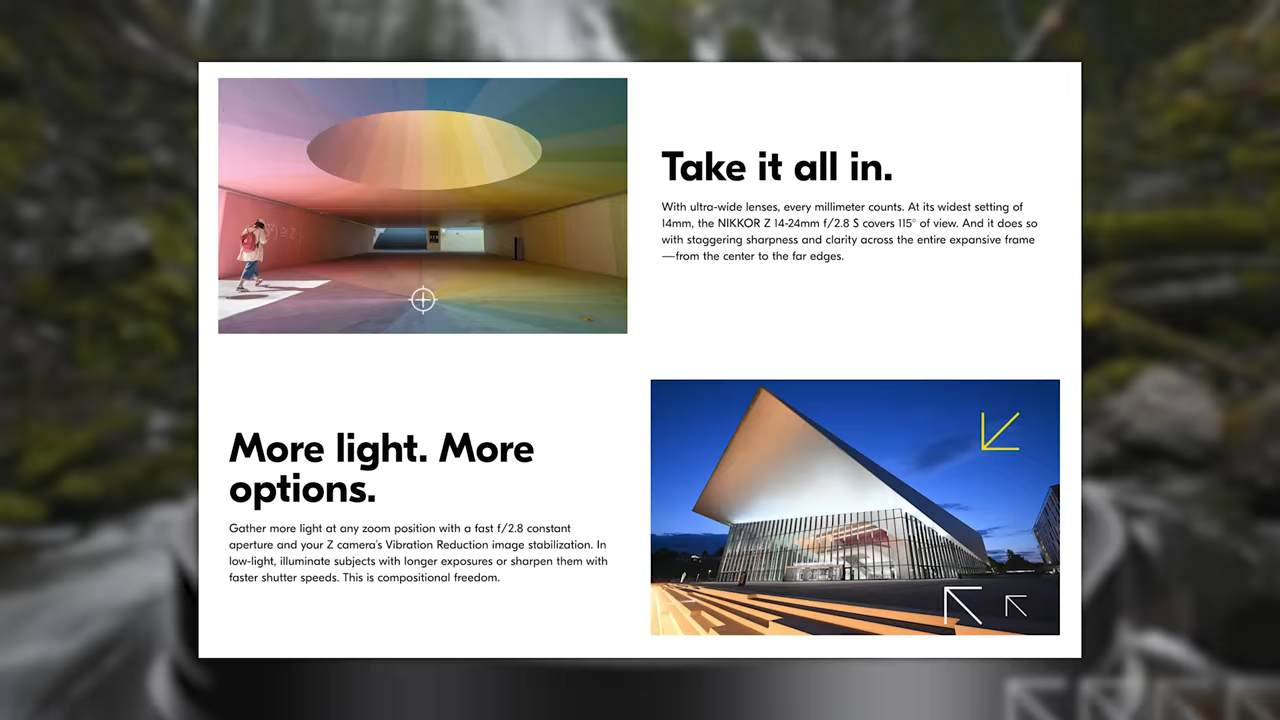 Take it all in.
With ultra-wide lenses, every millimeter counts. At its widest setting of
14mm, the NIKKOR Z 14-24mm f/2.8 S covers 115° of view. And it does so
with staggering sharpness and clarity across the entire expansive frame
—from the center to the far edges.
More light. More
options.
Gather more light at any zoom position with a fast f/2.8 constant
aperture and your Z camera's Vibration Reduction image stabilization. In
low-light, illuminate subjects with longer exposures or sharpen them with
faster shutter speeds. This is compositional freedom.